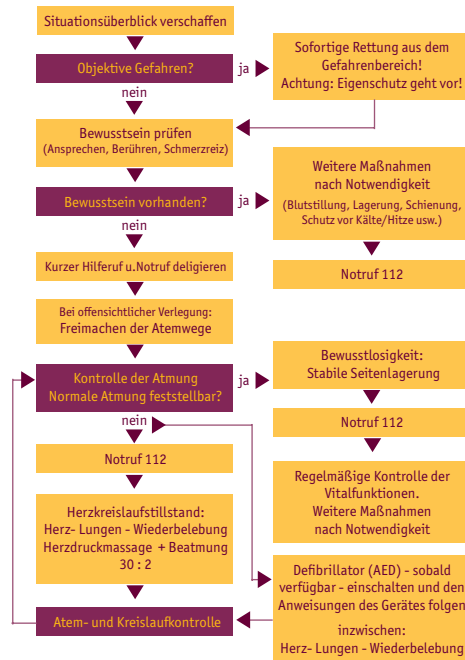 Situationsüberblick verschaffen
Objektive Gefahren?
ja
Sofortige Rettung aus dem
Gefahrenbereich!
Achtung: Eigenschutz geht vor!
nein
Bewusstsein prüfen
(Ansprechen, Berühren, Schmerzreiz)
Bewusstsein vorhanden?
ja
Weitere Maßnahmen
nach Notwendigkeit
(Blutstillung, Lagerung, Schienung,
Schutz vor Kälte/Hitze usw.)
Notruf 112
nein
Kurzer Hilferuf u.Notruf deligieren
Bei offensichtlicher Verlegung:
Freimachen der Atemwege
Kontrolle der Atmung
Normale Atmung feststellbar?
ja
Bewusstlosigkeit:
Stabile Seitenlagerung
Notruf 112
Regelmäßige Kontrolle der
Vitalfunktionen.
Weitere Maßnahmen
nach Notwendigkeit
nein
Notruf 112
Herzkreislaufstillstand:
Herz- Lungen - Wiederbelebung
Herzdruckmassage + Beatmung
30 : 2
Defibrillator (AED) - sobald
verfügbar - einschalten und den
Anweisungen des Gerätes folgen
inzwischen:
Herz- Lungen - Wiederbelebung
Atem- und Kreislaufkontrolle